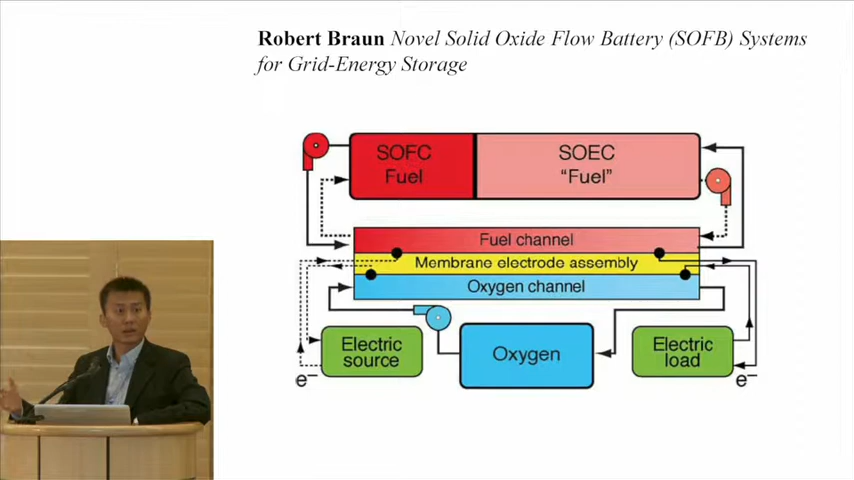 Robert Braun Novel Solid Oxide Flow Battery (SOFB) Systems
for Grid-Energy Storage
SOFC
Fuel
SOEC
“Fuel”
Fuel channel
Membrane electrode assembly
Oxygen channel
Electric
source
Oxygen
Electric
load
e−
e−